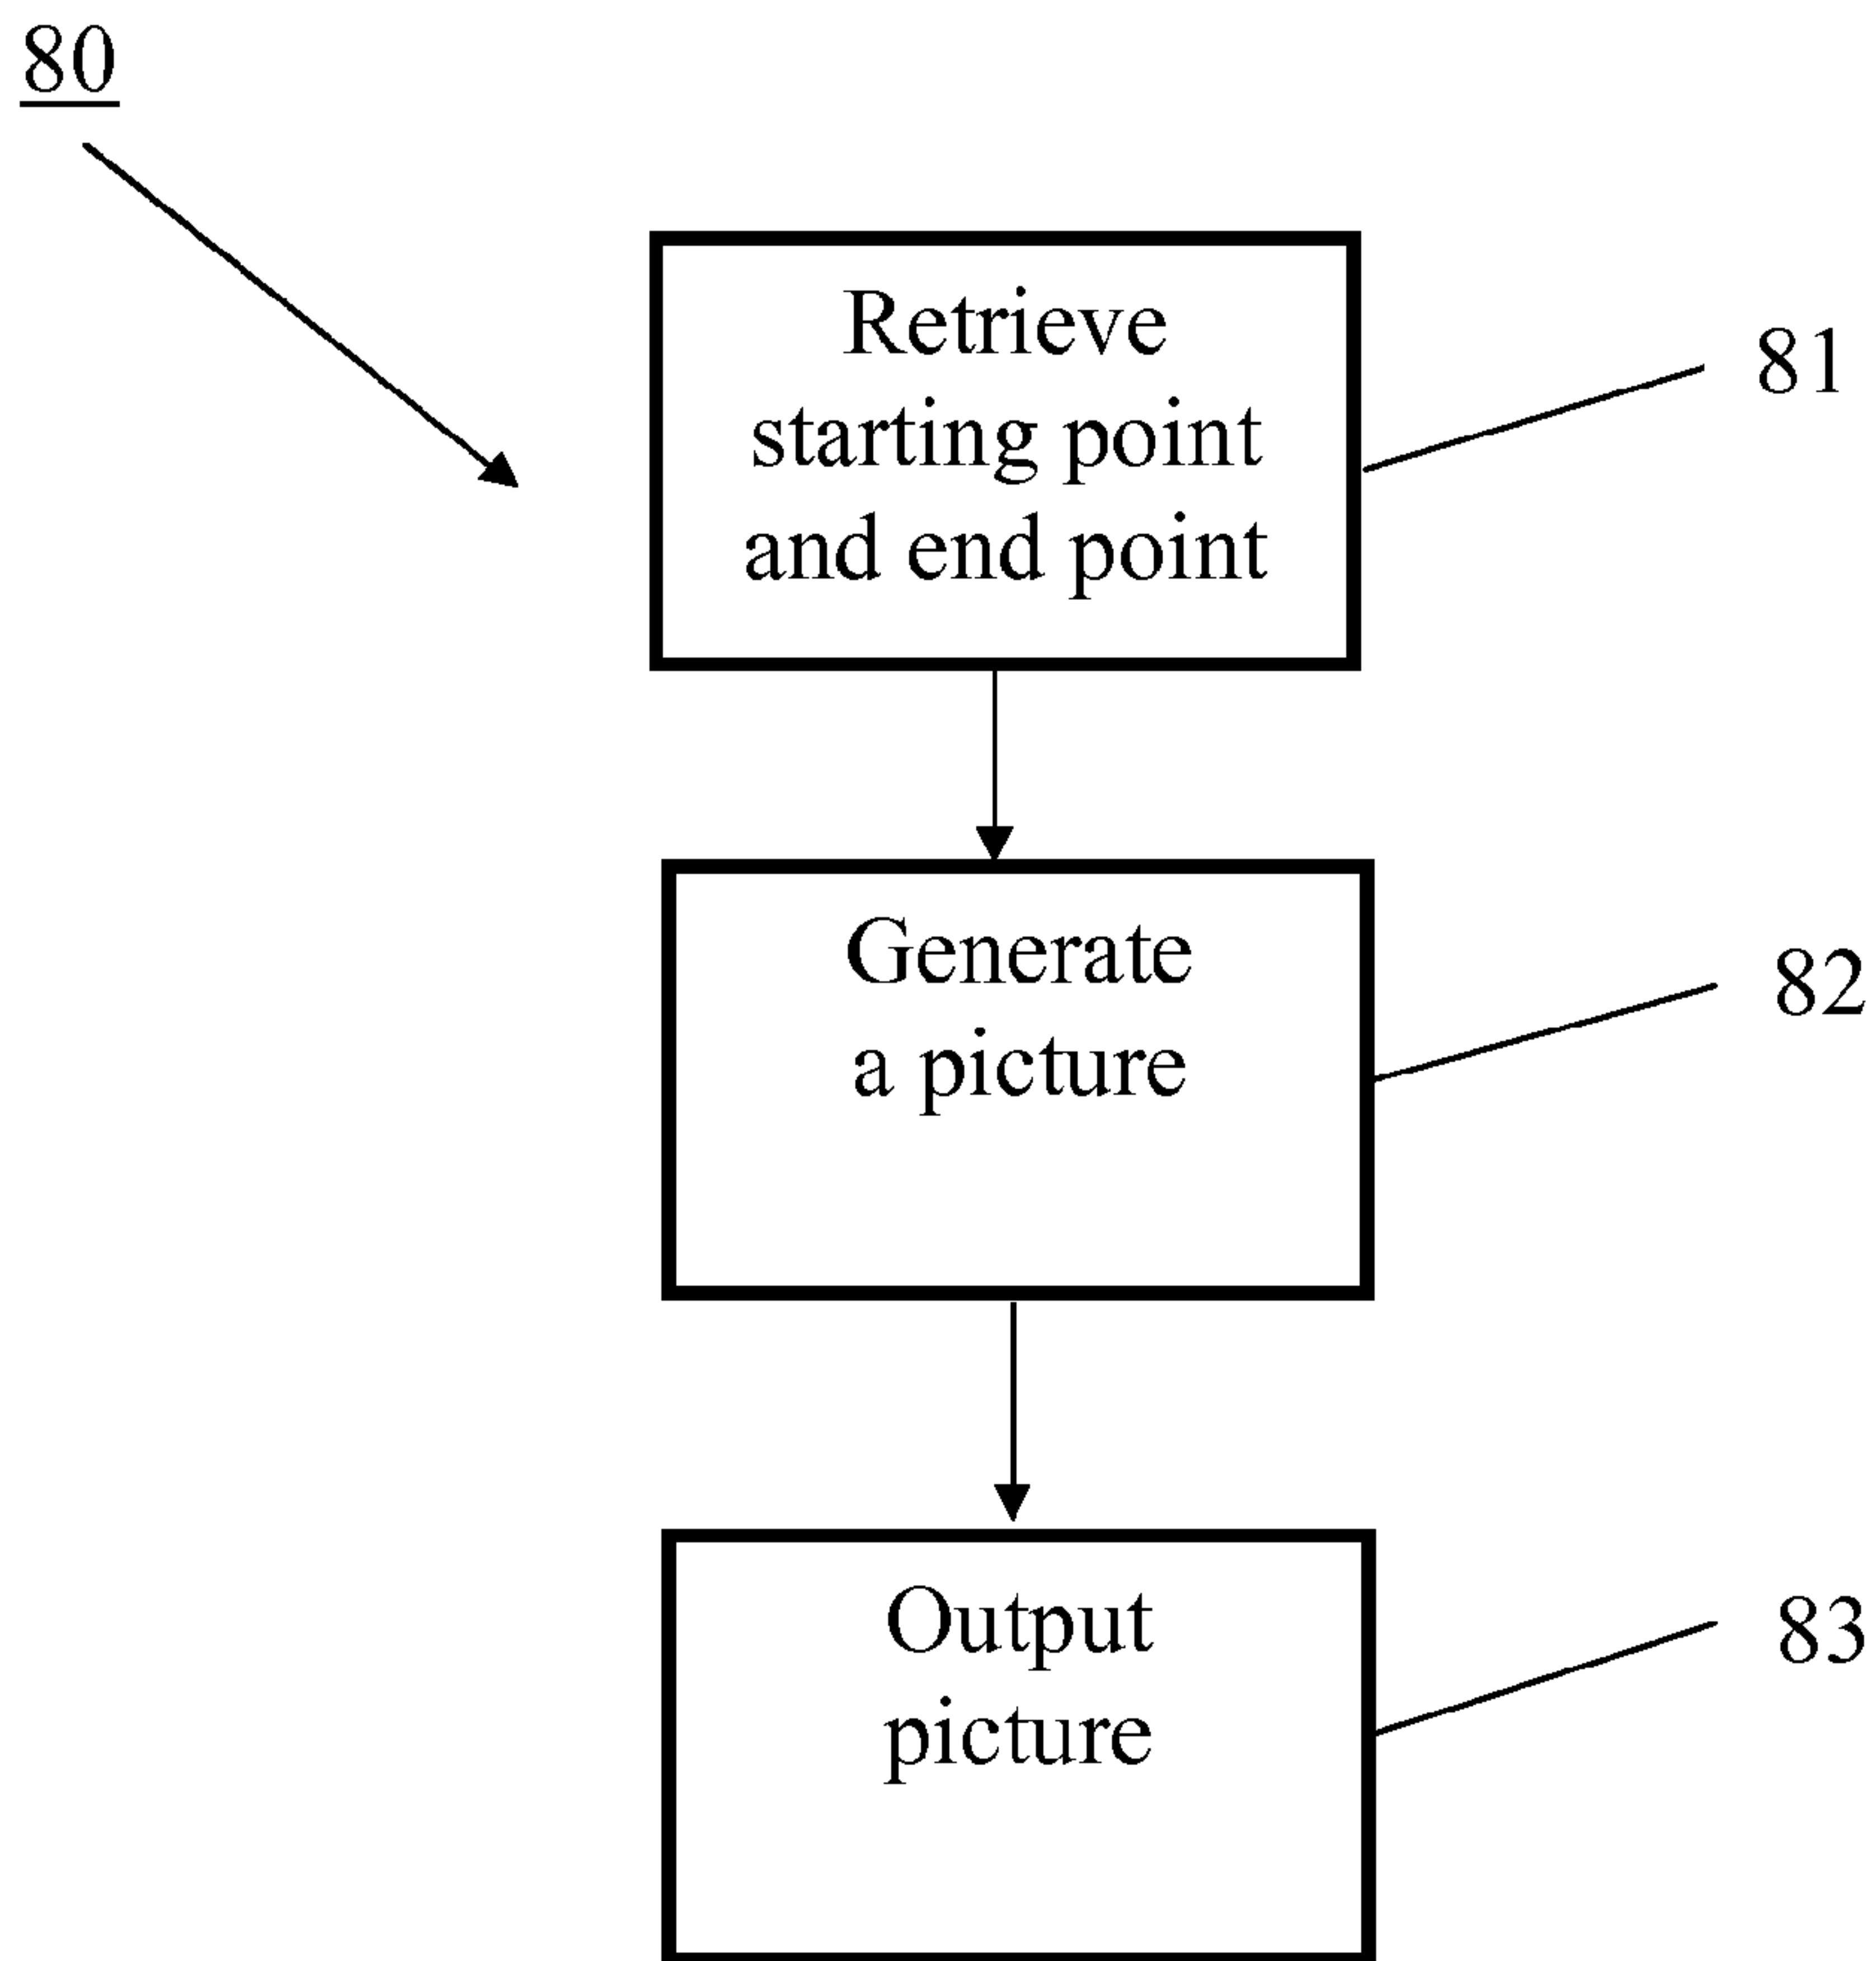 80
Retrieve
starting point
and end point
81
Generate
a picture
82
Output
picture
83